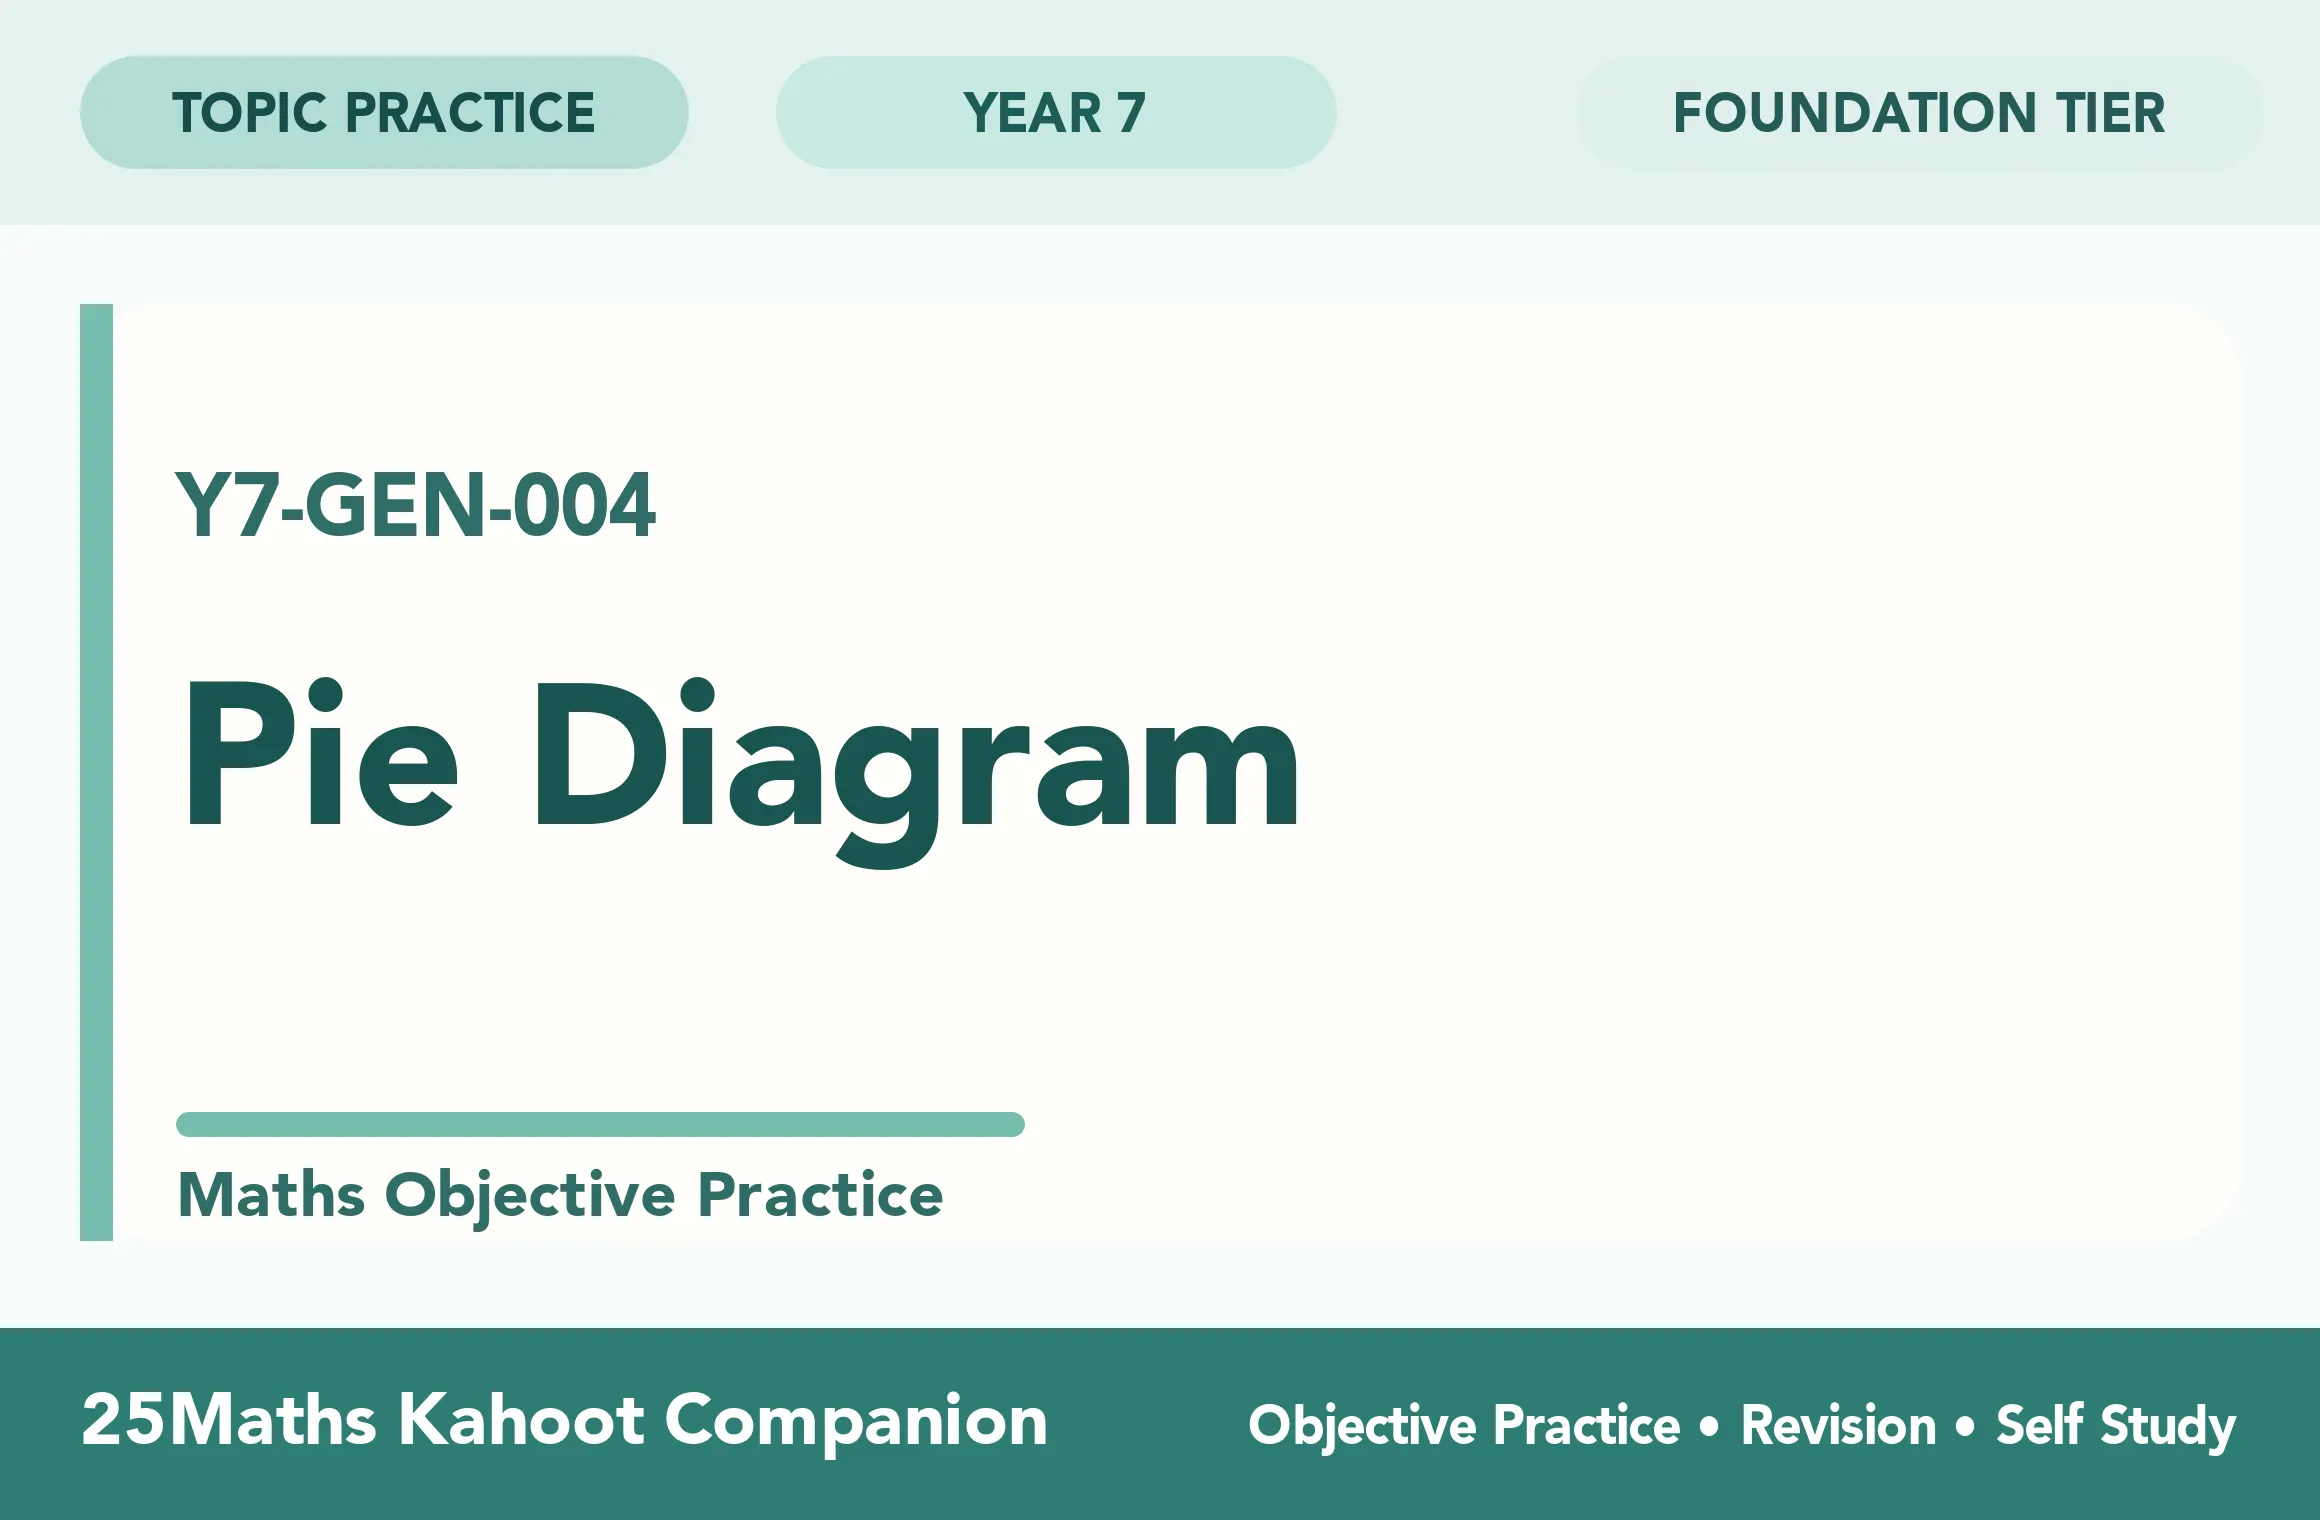 TOPIC PRACTICE
YEAR 7
FOUNDATION TIER
Y7-GEN-004
Pie Diagram
Maths Objective Practice
25Maths Kahoot Companion
Objective Practice • Revision • Self Study